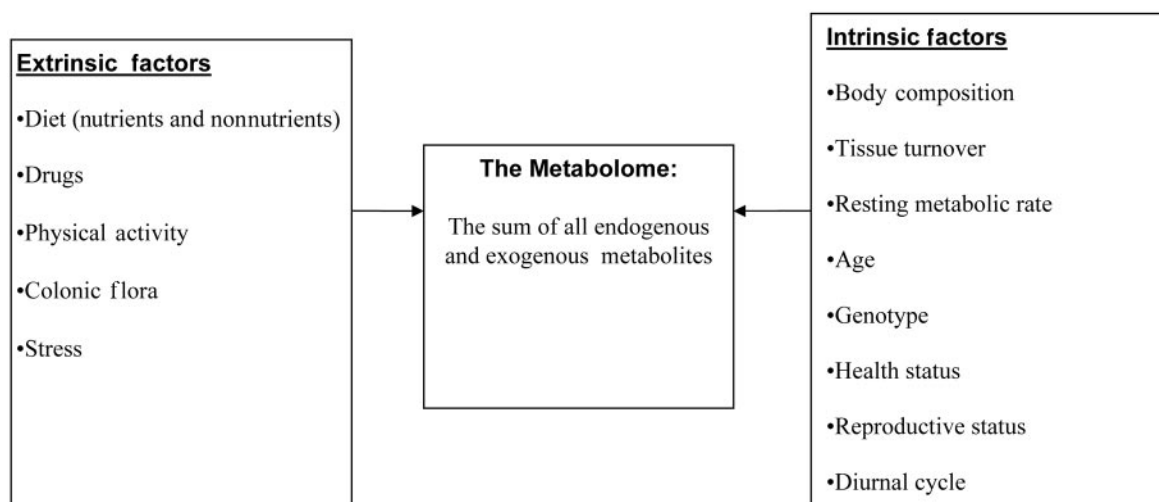 Extrinsic factors
•Diet (nutrients and nonnutrients)
•Drugs
•Physical activity
•Colonic flora
•Stress
The Metabolome:
The sum of all endogenous
and exogenous metabolites
Intrinsic factors
•Body composition
•Tissue turnover
•Resting metabolic rate
•Age
•Genotype
•Health status
•Reproductive status
•Diurnal cycle